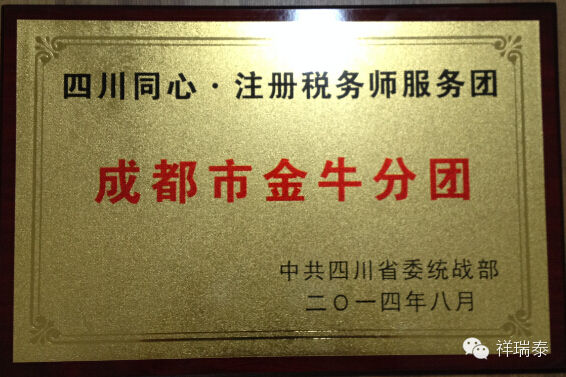 四川同心·注册税务师服务团
成都市金牛分团
中共四川省委统战部
二〇一四年八月
祥瑞泰